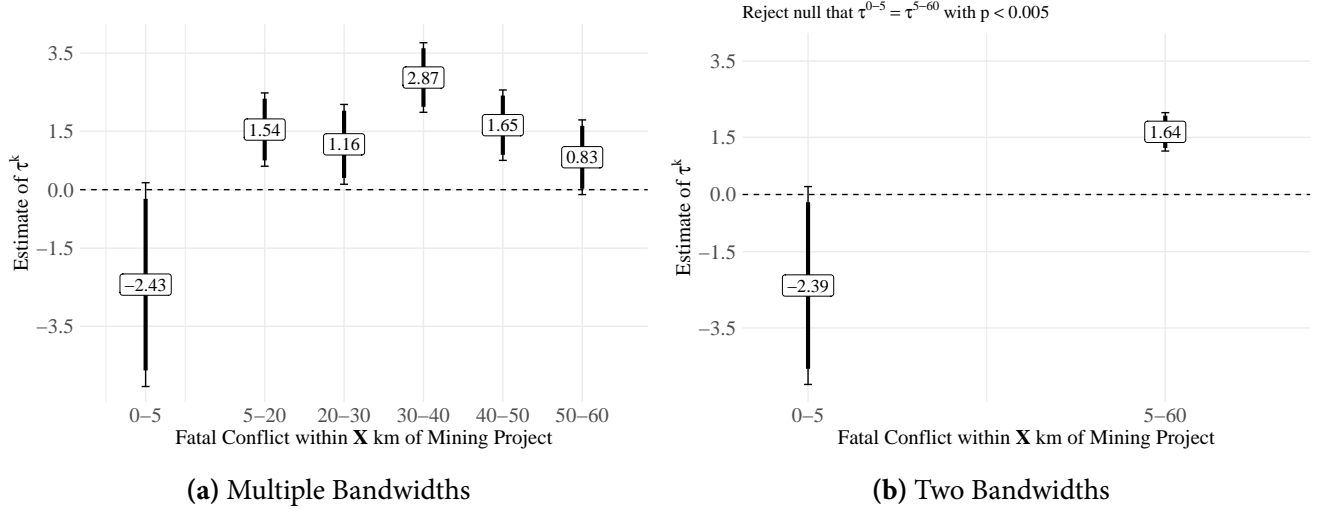 3.5
1.5
0.0
−1.5
−3.5
Estimate of τᵏ
−2.43
1.54
1.16
2.87
1.65
0.83
0–5 5–20 20–30 30–40 40–50 50–60
Fatal Conflict within X km of Mining Project
(a) Multiple Bandwidths
Reject null that τ⁰⁻⁵ = τ⁵⁻⁶⁰ with p < 0.005
3.5
1.5
0.0
−1.5
−3.5
Estimate of τᵏ
−2.39
1.64
0–5 5–60
Fatal Conflict within X km of Mining Project
(b) Two Bandwidths